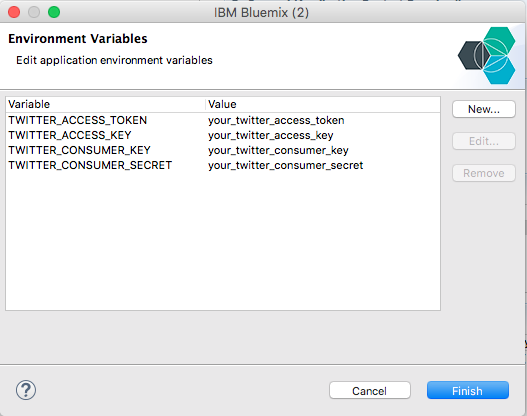 IBM Bluemix (2)
Environment Variables
Edit application environment variables
Variable Value
TWITTER_ACCESS_TOKEN your_twitter_access_token
TWITTER_ACCESS_KEY your_twitter_access_key
TWITTER_CONSUMER_KEY your_twitter_consumer_key
TWITTER_CONSUMER_SECRET your_twitter_consumer_secret
New...
Edit...
Remove
?
Cancel
Finish